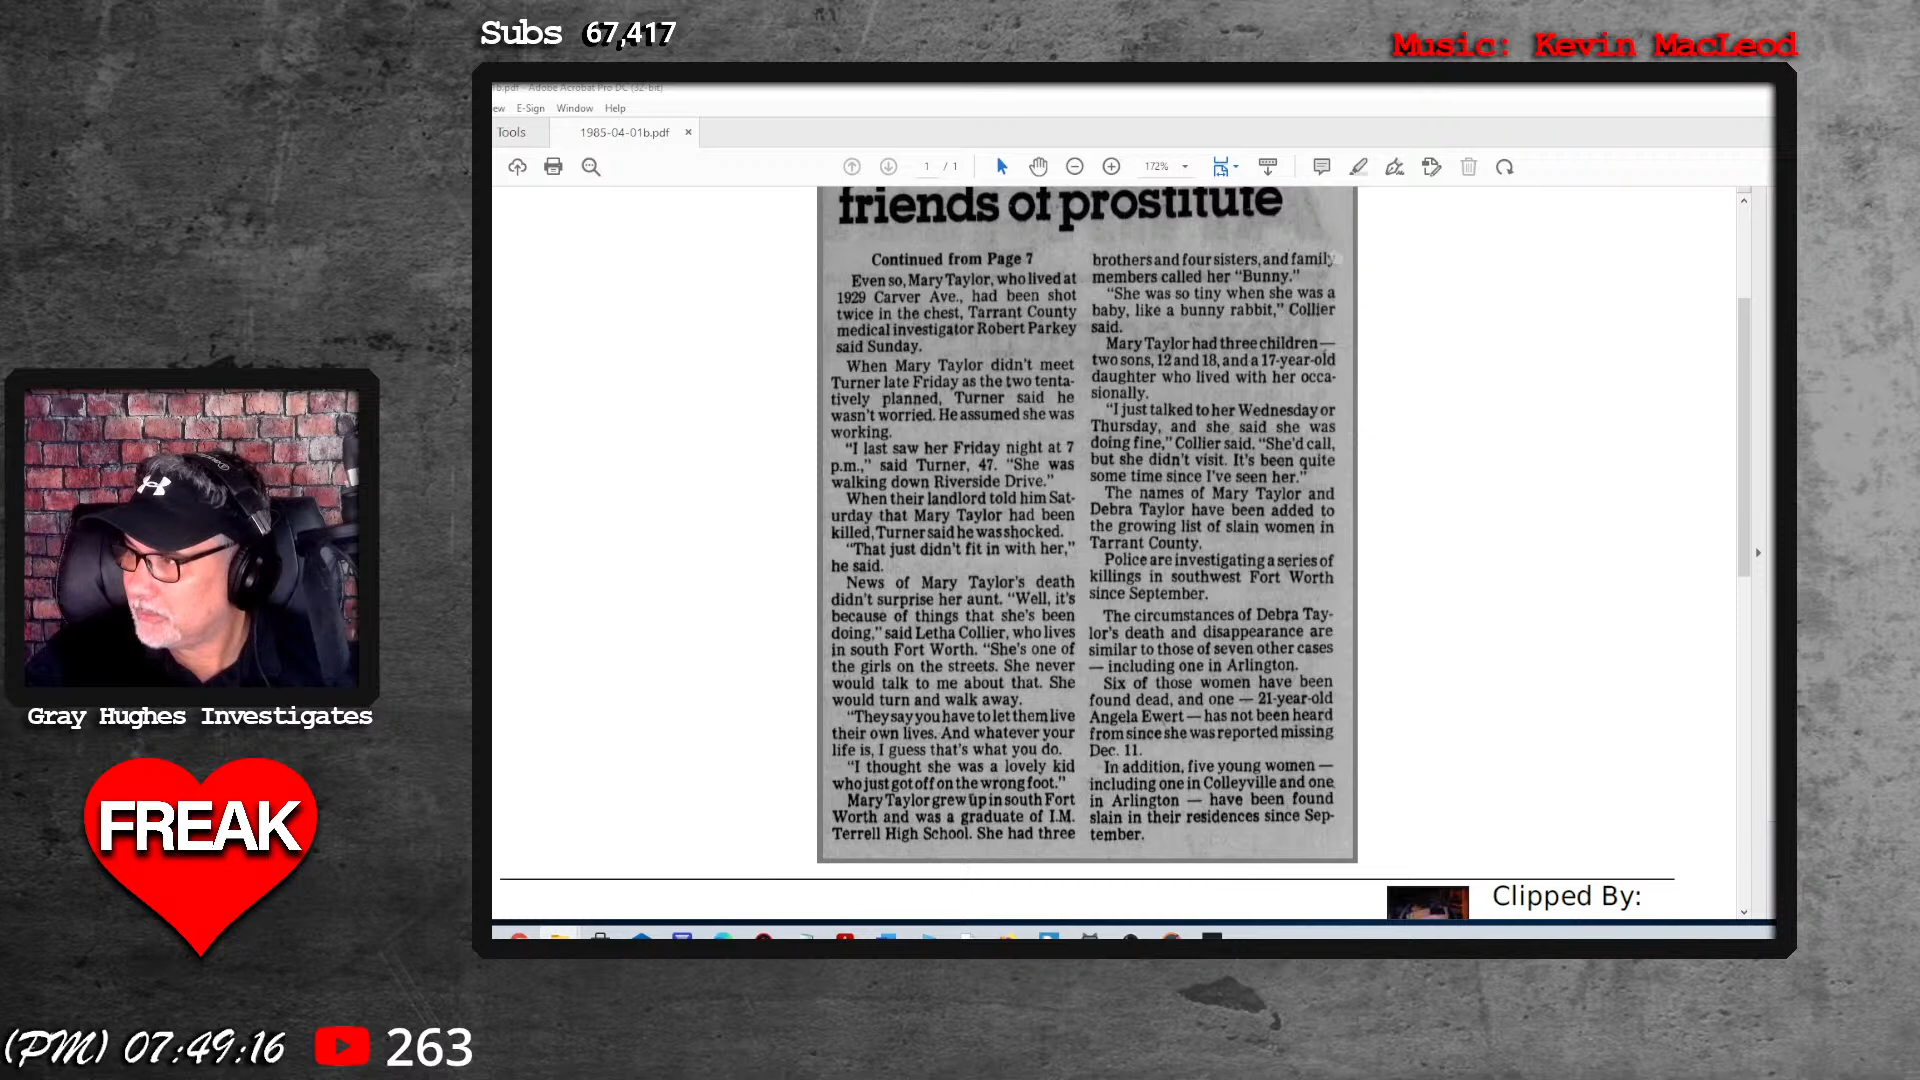 Subs 67,417
Music: Kevin MacLeod
1b.pdf - Adobe Acrobat Pro DC (32-bit)
ew E-Sign Window Help
Tools 1985-04-01b.pdf ×
1 / 1 172%
friends of prostitute
Continued from Page 7
Even so, Mary Taylor, who lived at
1929 Carver Ave., had been shot
twice in the chest, Tarrant County
medical investigator Robert Parkey
said Sunday.
When Mary Taylor didn't meet
Turner late Friday as the two tenta-
tively planned, Turner said he
wasn't worried. He assumed she was
working.
"I last saw her Friday night at 7
p.m.," said Turner, 47. "She was
walking down Riverside Drive."
When their landlord told him Sat-
urday that Mary Taylor had been
killed, Turner said he was shocked.
"That just didn't fit in with her,"
he said.
News of Mary Taylor's death
didn't surprise her aunt. "Well, it's
because of things that she's been
doing," said Letha Collier, who lives
in south Fort Worth. "She's one of
the girls on the streets. She never
would talk to me about that. She
would turn and walk away.
"They say you have to let them live
their own lives. And whatever your
life is, I guess that's what you do.
"I thought she was a lovely kid
who just got off on the wrong foot."
Mary Taylor grew up in south Fort
Worth and was a graduate of I.M.
Terrell High School. She had three
brothers and four sisters, and family
members called her "Bunny."
"She was so tiny when she was a
baby, like a bunny rabbit," Collier
said.
Mary Taylor had three children —
two sons, 12 and 18, and a 17-year-old
daughter who lived with her occa-
sionally.
"I just talked to her Wednesday or
Thursday, and she said she was
doing fine," Collier said. "She'd call,
but she didn't visit. It's been quite
some time since I've seen her."
The names of Mary Taylor and
Debra Taylor have been added to
the growing list of slain women in
Tarrant County.
Police are investigating a series of
killings in southwest Fort Worth
since September.
The circumstances of Debra Tay-
lor's death and disappearance are
similar to those of seven other cases
— including one in Arlington.
Six of those women have been
found dead, and one — 21-year-old
Angela Ewert — has not been heard
from since she was reported missing
Dec. 11.
In addition, five young women —
including one in Colleyville and one
in Arlington — have been found
slain in their residences since Sep-
tember.
Clipped By:
Gray Hughes Investigates
FREAK
(PM) 07:49:16 263